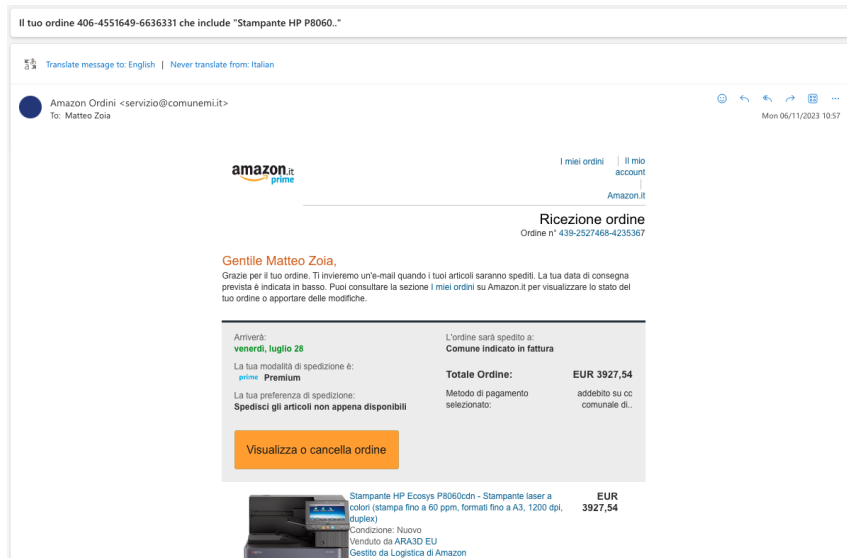 Il tuo ordine 406-4551649-6636331 che include "Stampante HP P8060.."
Translate message to: English | Never translate from: Italian
Amazon Ordini <servizio@comunemi.it>
To: Matteo Zoia
Mon 06/11/2023 10:57
amazon.it
prime
I miei ordini | Il mio
account
|
Amazon.it
Ricezione ordine
Ordine n° 439-2527468-4235367
Gentile Matteo Zoia,
Grazie per il tuo ordine. Ti invieremo un'e-mail quando i tuoi articoli saranno spediti. La tua data di consegna
prevista è indicata in basso. Puoi consultare la sezione I miei ordini su Amazon.it per visualizzare lo stato del
tuo ordine o apportare delle modifiche.
Arriverà:
venerdì, luglio 28
La tua modalità di spedizione è:
prime Premium
La tua preferenza di spedizione:
Spedisci gli articoli non appena disponibili
L'ordine sarà spedito a:
Comune indicato in fattura
Totale Ordine: EUR 3927,54
Metodo di pagamento addebito su cc
selezionato: comunale di..
Visualizza o cancella ordine
Stampante HP Ecosys P8060cdn - Stampante laser a
colori (stampa fino a 60 ppm, formati fino a A3, 1200 dpi,
duplex)
EUR
3927,54
Condizione: Nuovo
Venduto da ARA3D EU
Gestito da Logistica di Amazon